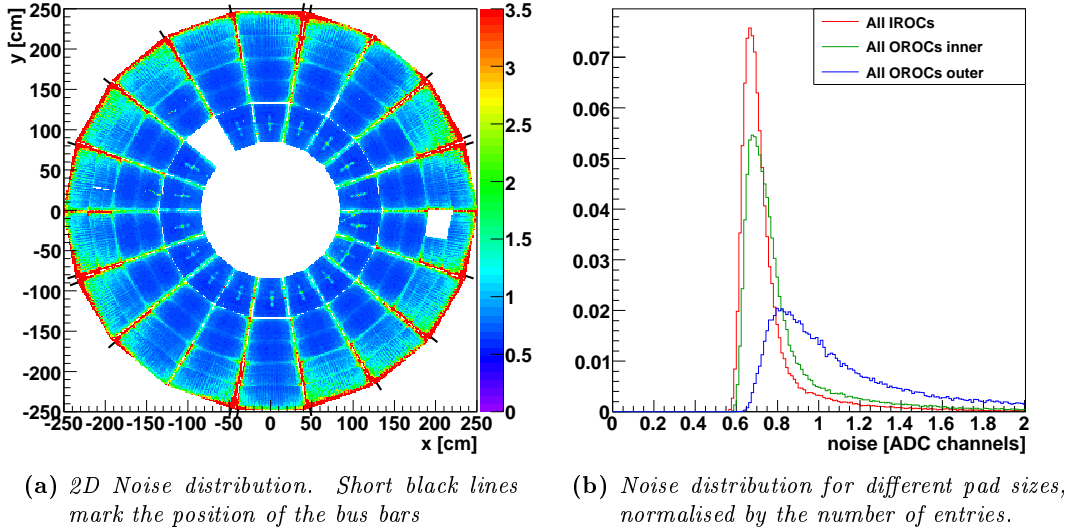 y [cm]
250
200
150
100
50
0
-50
-100
-150
-200
-250
-250 -200 -150 -100 -50 0 50 100 150 200 250
x [cm]
3.5
3
2.5
2
1.5
1
0.5
0
All IROCs
All OROCs inner
All OROCs outer
0.07
0.06
0.05
0.04
0.03
0.02
0.01
0
0 0.2 0.4 0.6 0.8 1 1.2 1.4 1.6 1.8 2
noise [ADC channels]
(a) 2D Noise distribution. Short black lines
mark the position of the bus bars
(b) Noise distribution for different pad sizes,
normalised by the number of entries.